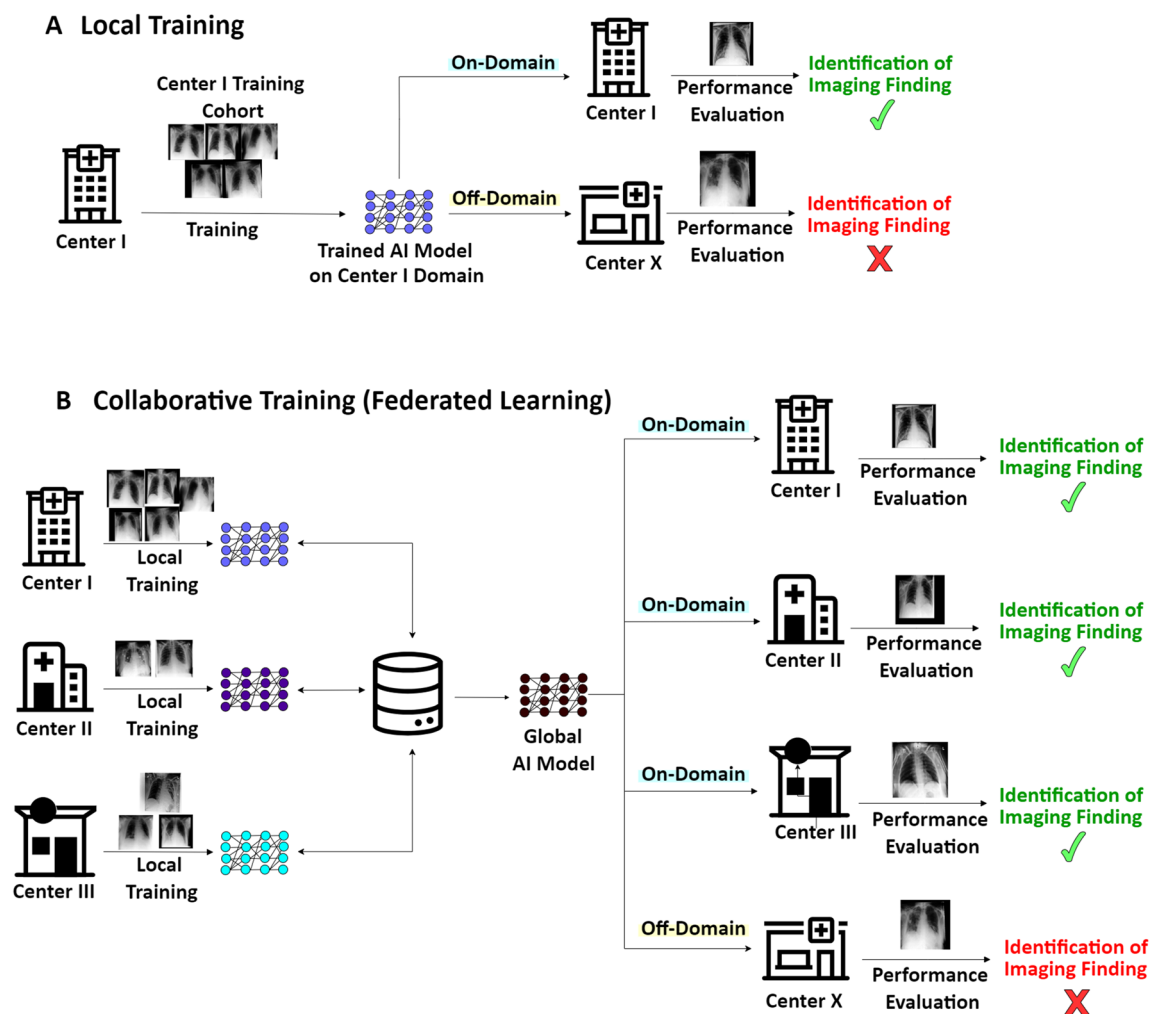 A Local Training
Center I Training
Cohort
Center I
Training
Trained AI Model
on Center I Domain
On-Domain
Center I
Performance
Evaluation
Identification of
Imaging Finding
Off-Domain
Center X
Performance
Evaluation
Identification of
Imaging Finding
B Collaborative Training (Federated Learning)
Center I
Local
Training
Center II
Local
Training
Center III
Local
Training
Global
AI Model
On-Domain
Center I
Performance
Evaluation
Identification of
Imaging Finding
On-Domain
Center II
Performance
Evaluation
Identification of
Imaging Finding
On-Domain
Center III
Performance
Evaluation
Identification of
Imaging Finding
Off-Domain
Center X
Performance
Evaluation
Identification of
Imaging Finding